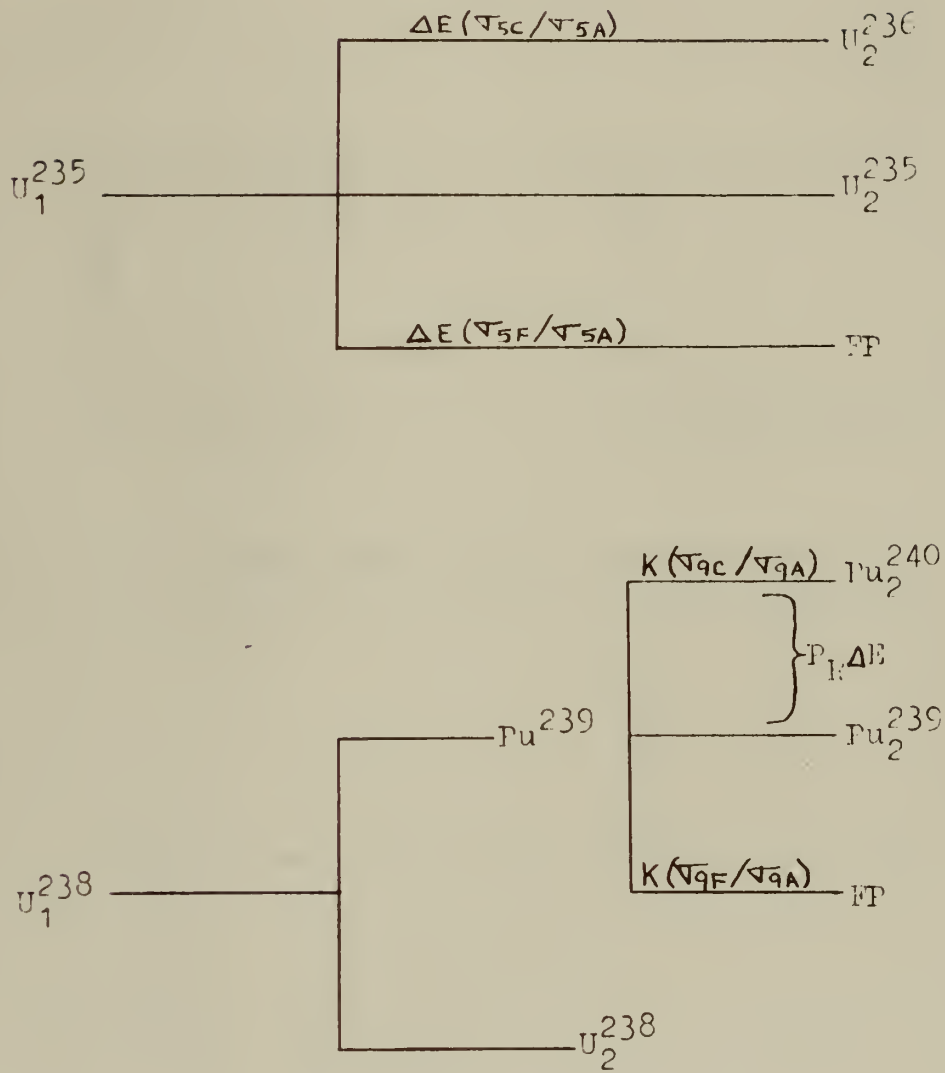 ΔE(σ5C/σ5A)
U₂²³⁶
U₁²³⁵
U₂²³⁵
ΔE(σ5F/σ5A)
FP
K(σ9C/σ9A)
Pu₂²⁴⁰
ΔE
Pu²³⁹
Pu₂²³⁹
K(σ9F/σ9A)
U₁²³⁸
FP
U₂²³⁸